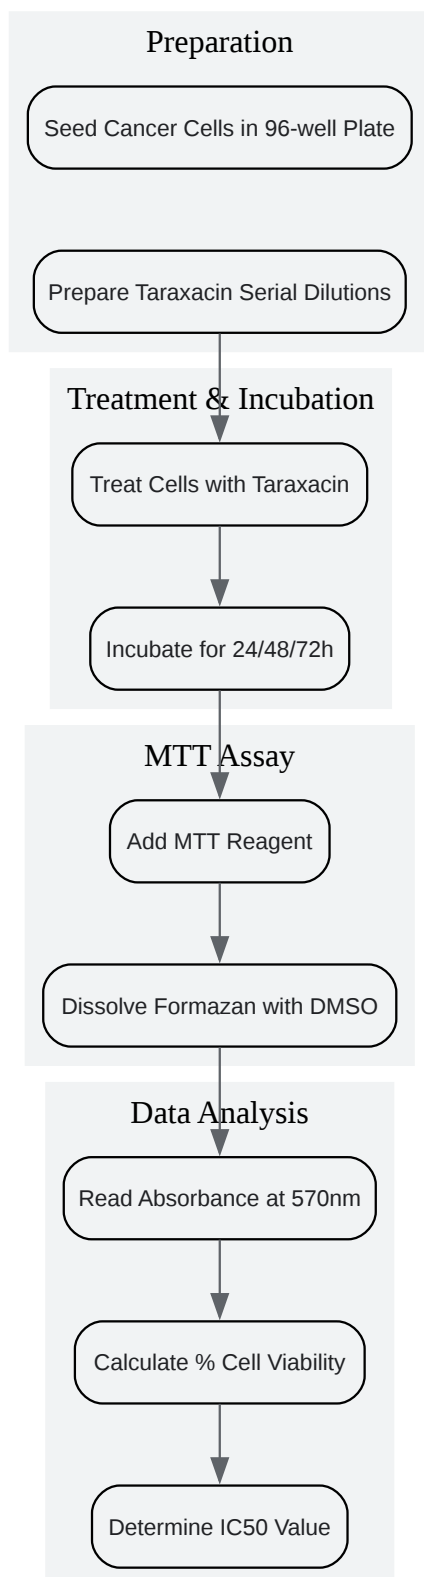 Preparation
Seed Cancer Cells in 96-well Plate
Prepare Taraxacin Serial Dilutions
Treatment & Incubation
Treat Cells with Taraxacin
Incubate for 24/48/72h
MTT Assay
Add MTT Reagent
Dissolve Formazan with DMSO
Data Analysis
Read Absorbance at 570nm
Calculate % Cell Viability
Determine IC50 Value